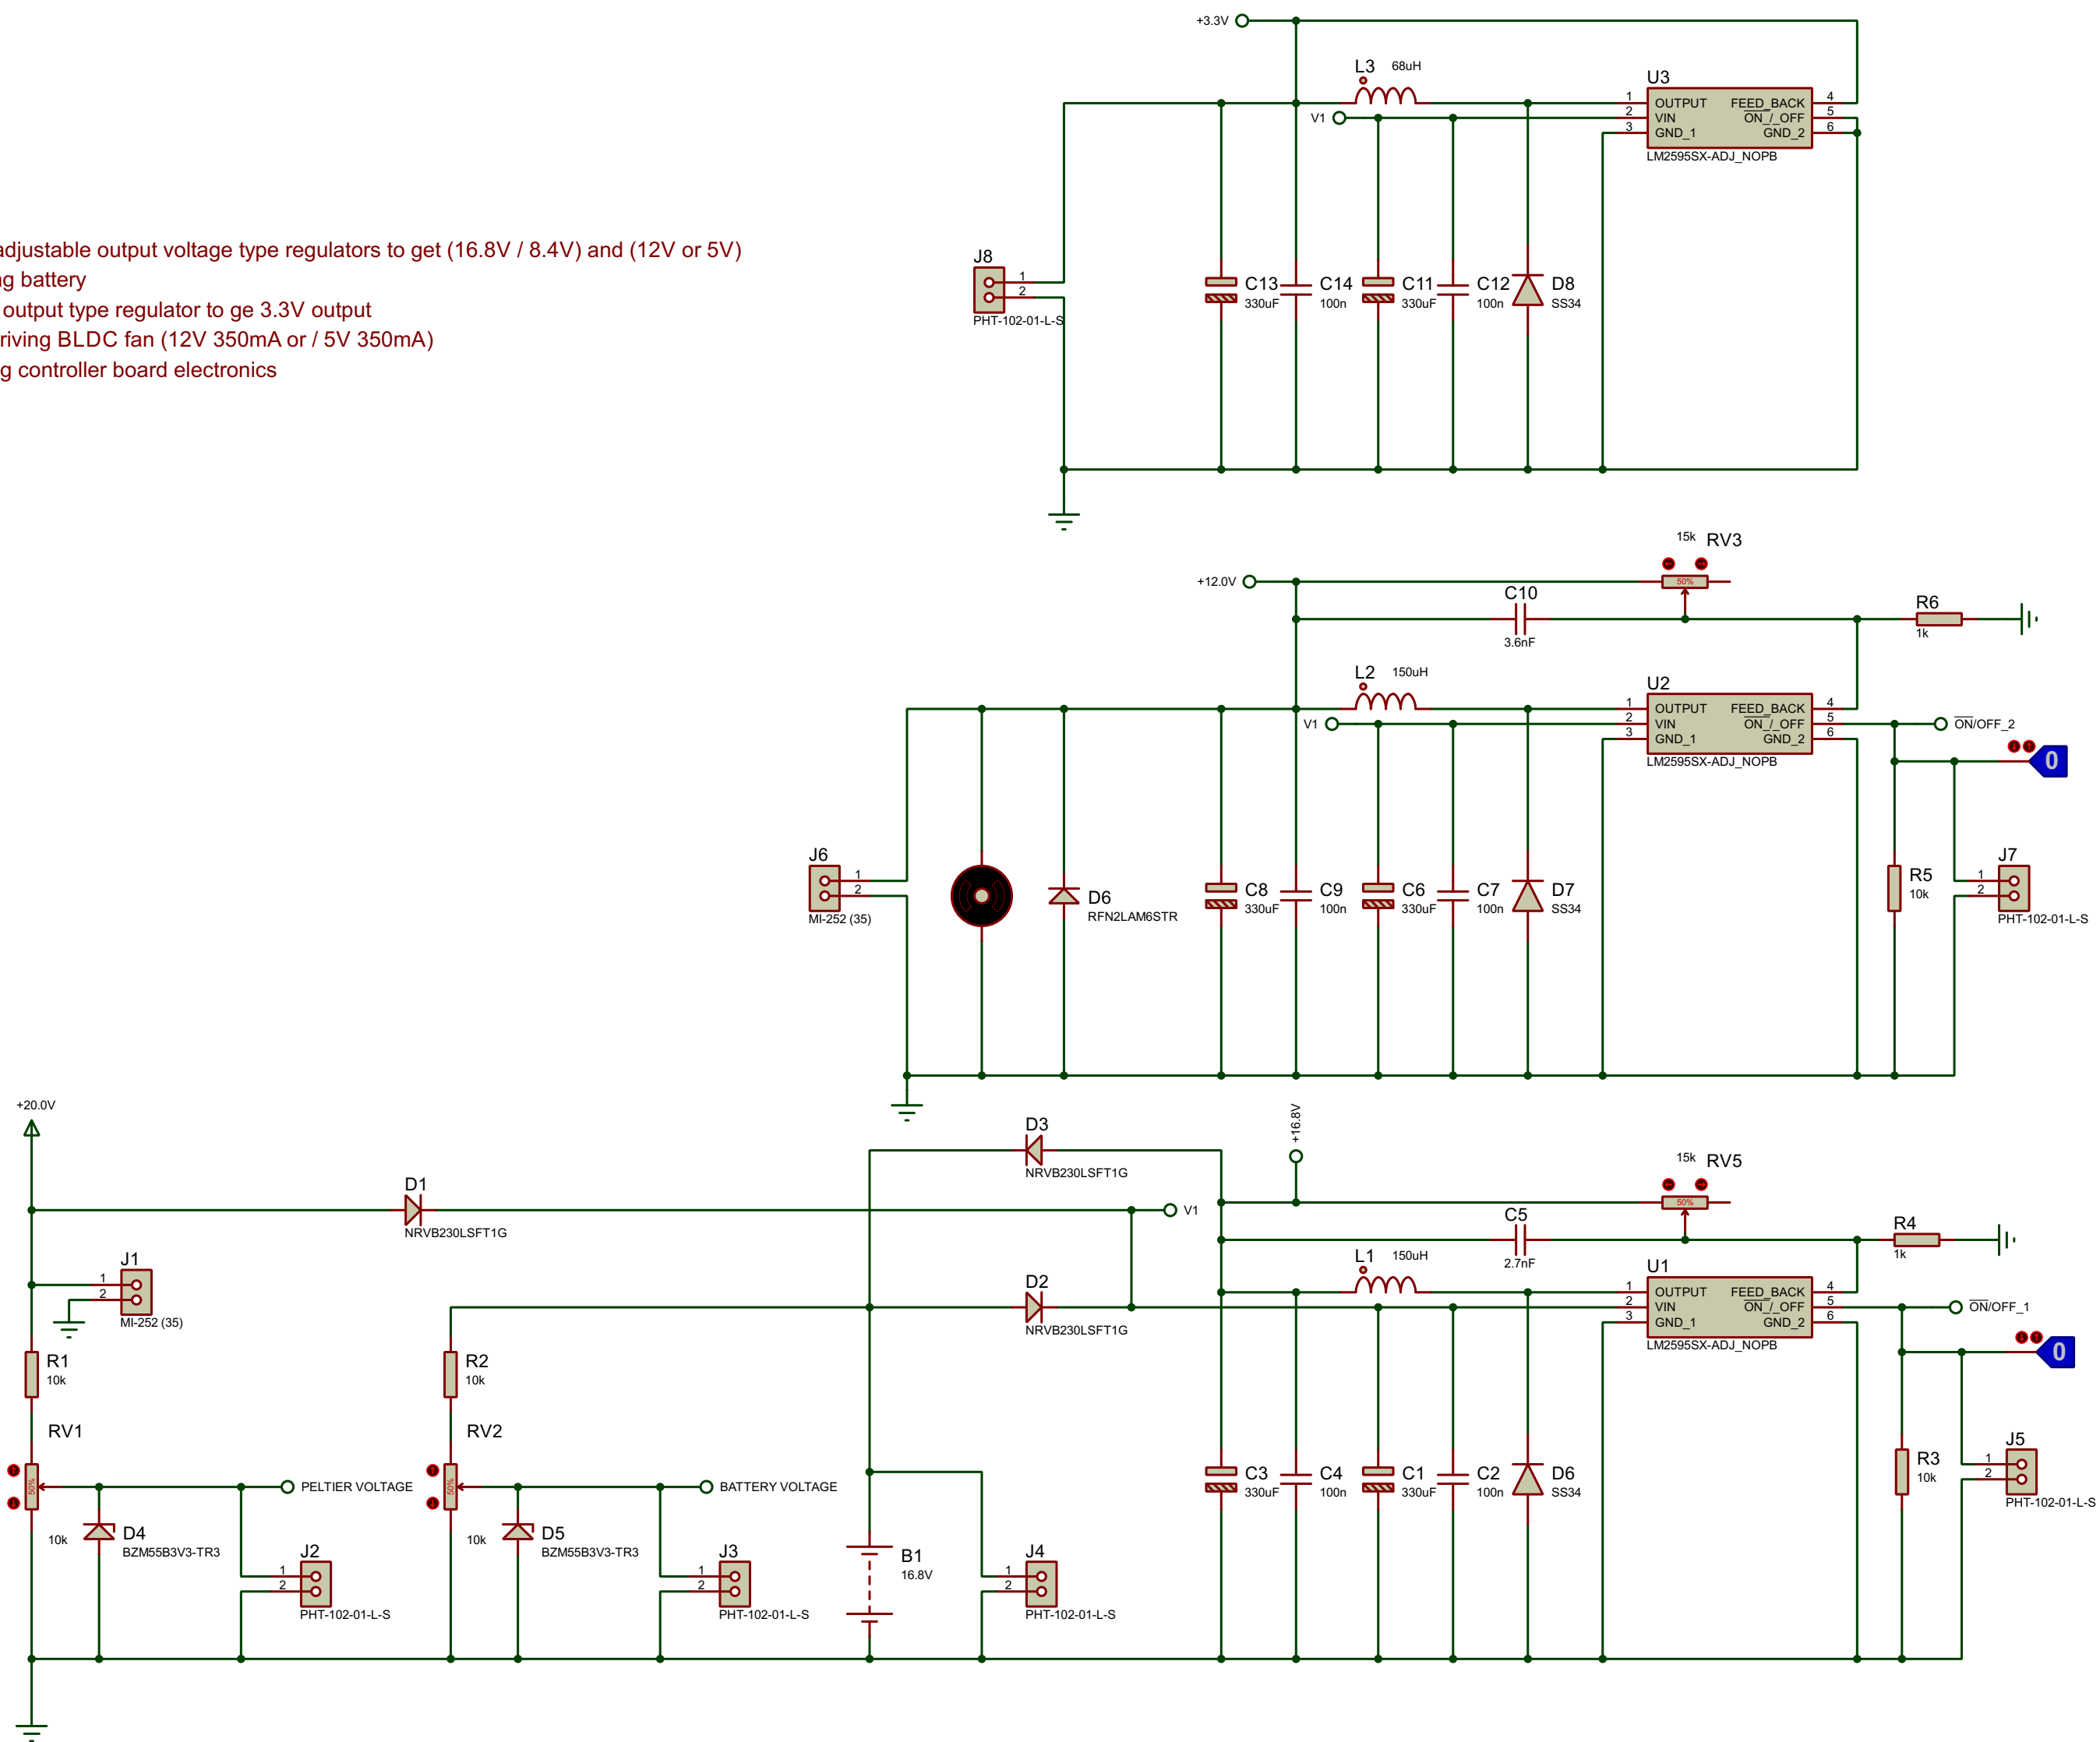 +3.3V
L3 68uH
U3
1 OUTPUT FEED_BACK 4
V1 2 VIN ON_/_OFF 5
3 GND_1 GND_2 6
LM2595SX-ADJ_NOPB
adjustable output voltage type regulators to get (16.8V / 8.4V) and (12V or 5V)
ng battery
output type regulator to ge 3.3V output
riving BLDC fan (12V 350mA or / 5V 350mA)
g controller board electronics
J8
1
2
PHT-102-01-L-S
C13
330uF
C14
100n
C11
330uF
C12
100n
D8
SS34
15k RV3
50%
+12.0V
C10
3.6nF
R6
1k
L2 150uH
U2
1 OUTPUT FEED_BACK 4
V1 2 VIN ON_/_OFF 5 ON/OFF_2
3 GND_1 GND_2 6
LM2595SX-ADJ_NOPB
0
J6
1
2
MI-252 (35)
D6
RFN2LAM6STR
C8
330uF
C9
100n
C6
330uF
C7
100n
D7
SS34
R5
10k
J7
1
2
PHT-102-01-L-S
+20.0V
D3
NRVB230LSFT1G
+16.8V
15k RV5
50%
D1
NRVB230LSFT1G
V1
C5
2.7nF
R4
1k
J1
1
2
MI-252 (35)
D2
NRVB230LSFT1G
L1 150uH
U1
1 OUTPUT FEED_BACK 4
2 VIN ON_/_OFF 5 ON/OFF_1
3 GND_1 GND_2 6
LM2595SX-ADJ_NOPB
0
R1
10k
R2
10k
RV1
50%
10k
PELTIER VOLTAGE
RV2
50%
10k
BATTERY VOLTAGE
D4
BZM55B3V3-TR3
J2
1
2
PHT-102-01-L-S
D5
BZM55B3V3-TR3
J3
1
2
PHT-102-01-L-S
B1
16.8V
J4
1
2
PHT-102-01-L-S
C3
330uF
C4
100n
C1
330uF
C2
100n
D6
SS34
R3
10k
J5
1
2
PHT-102-01-L-S